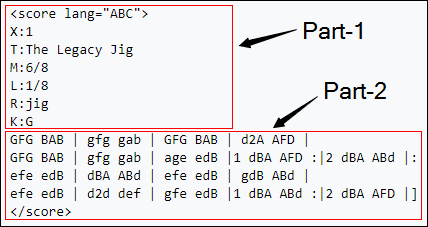 <score lang="ABC">
X:1
T:The Legacy Jig
M:6/8
L:1/8
R:jig
K:G
GFG BAB | gfg gab | GFG BAB | d2A AFD |
GFG BAB | gfg gab | age edB |1 dBA AFD :|2 dBA ABd |:
efe edB | dBA ABd | efe edB | gdB ABd |
efe edB | d2d def | gfe edB |1 dBA ABd :|2 dBA AFD |]
</score>
Part-1
Part-2